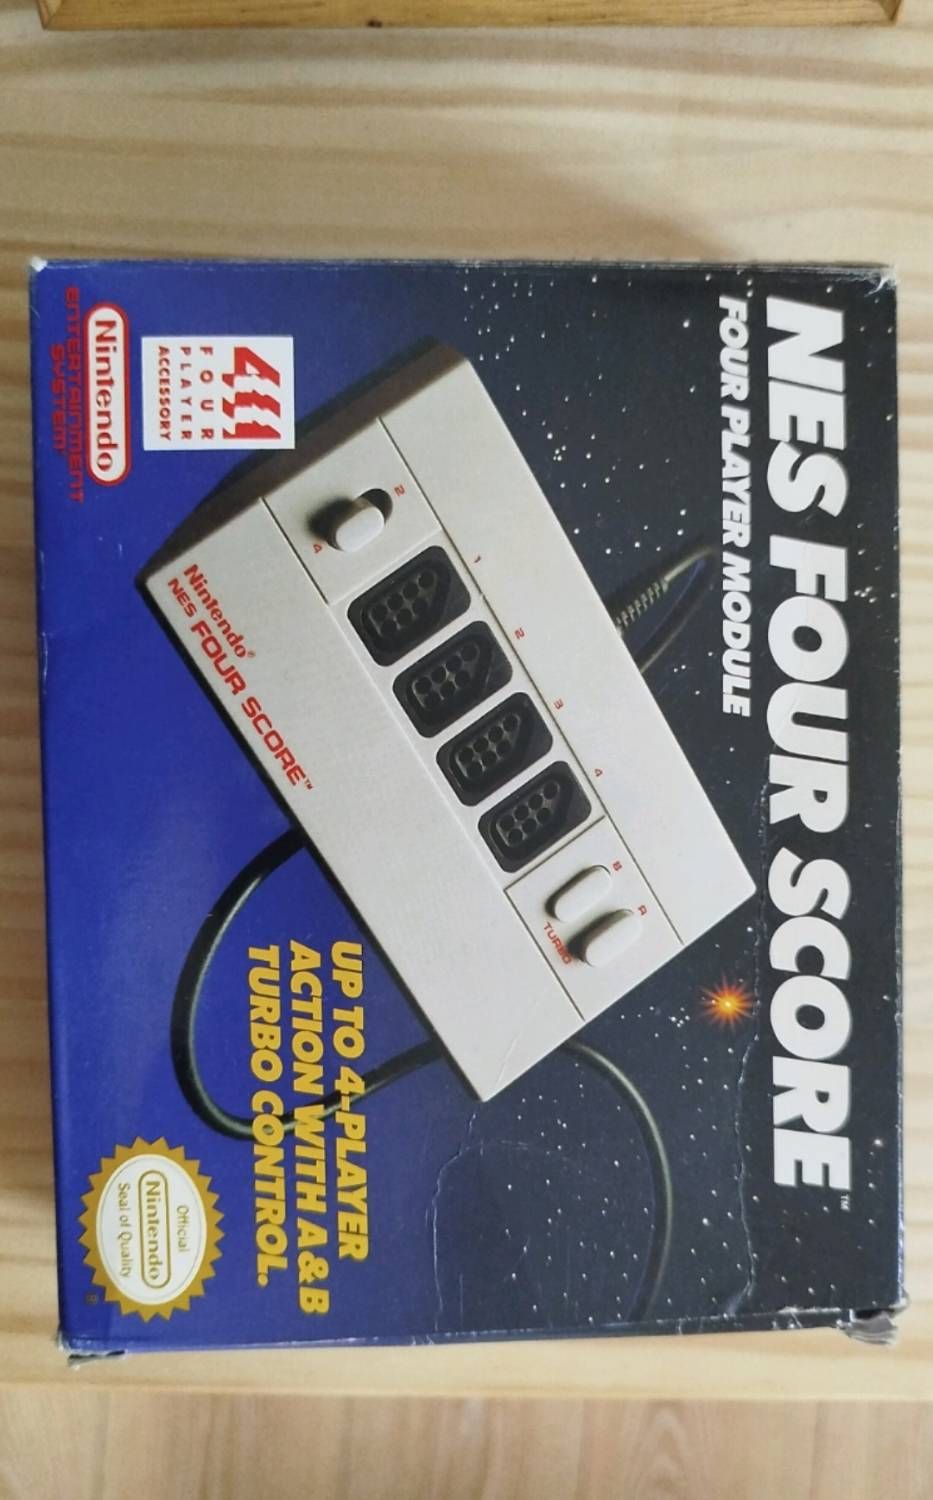 NES FOUR SCORE™
FOUR PLAYER MODULE
2
4
1
2
3
4
B
A
TURBO
Nintendo®
NES FOUR SCORE™
4
FOUR
PLAYER
ACCESSORY
UP TO 4-PLAYER
ACTION WITH A & B
TURBO CONTROL.
Nintendo
ENTERTAINMENT
SYSTEM
Official
Nintendo
Seal of Quality
®